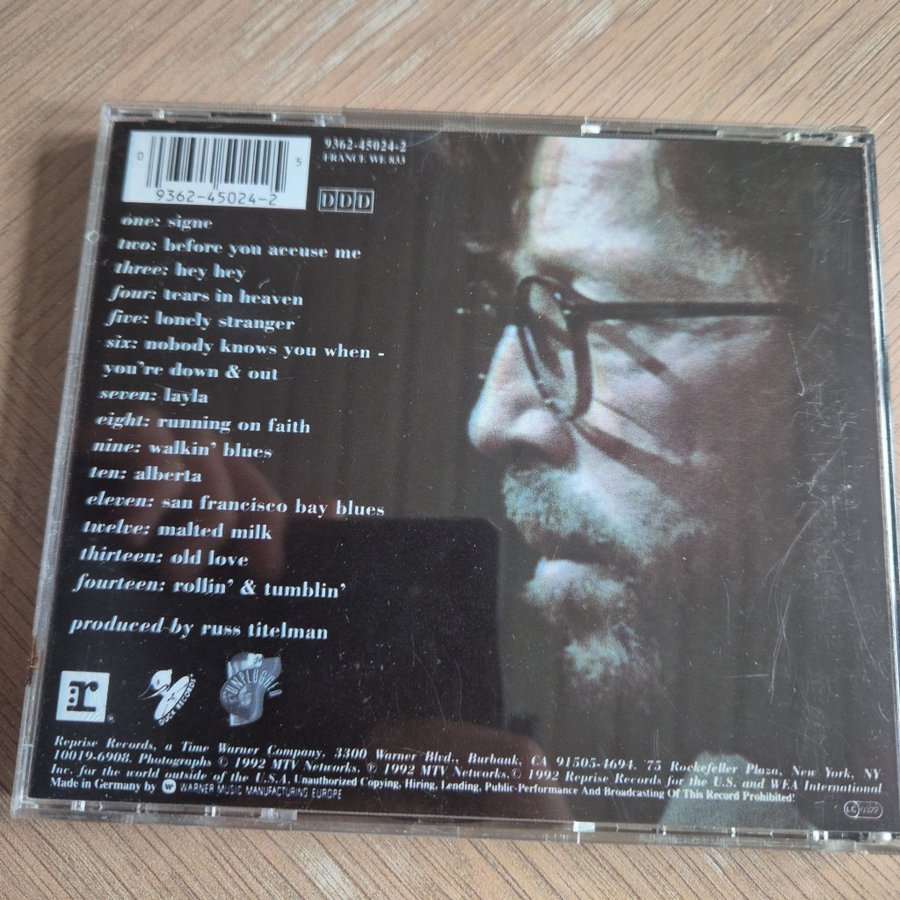 0 5
9362-45024-2
9362-45024-2
FRANCE WE 833
DDD
one: signe
two: before you accuse me
three: hey hey
four: tears in heaven
five: lonely stranger
six: nobody knows you when -
you're down & out
seven: layla
eight: running on faith
nine: walkin' blues
ten: alberta
eleven: san francisco bay blues
twelve: malted milk
thirteen: old love
fourteen: rollin' & tumblin'
produced by russ titelman
:r
DUCK RECORDS
UNPLUGGED
Reprise Records, a Time Warner Company, 3300 Warner Blvd., Burbank, CA 91505-4694. 75 Rockefeller Plaza, New York, NY
10019-6908. Photographs © 1992 MTV Networks. ℗ 1992 MTV Networks,© 1992 Reprise Records for the U.S. and WEA International
Inc. for the world outside of the U.S.A. Unauthorized Copying, Hiring, Lending, Public-Performance And Broadcasting Of This Record Prohibited!
Made in Germany by W WARNER MUSIC MANUFACTURING EUROPE